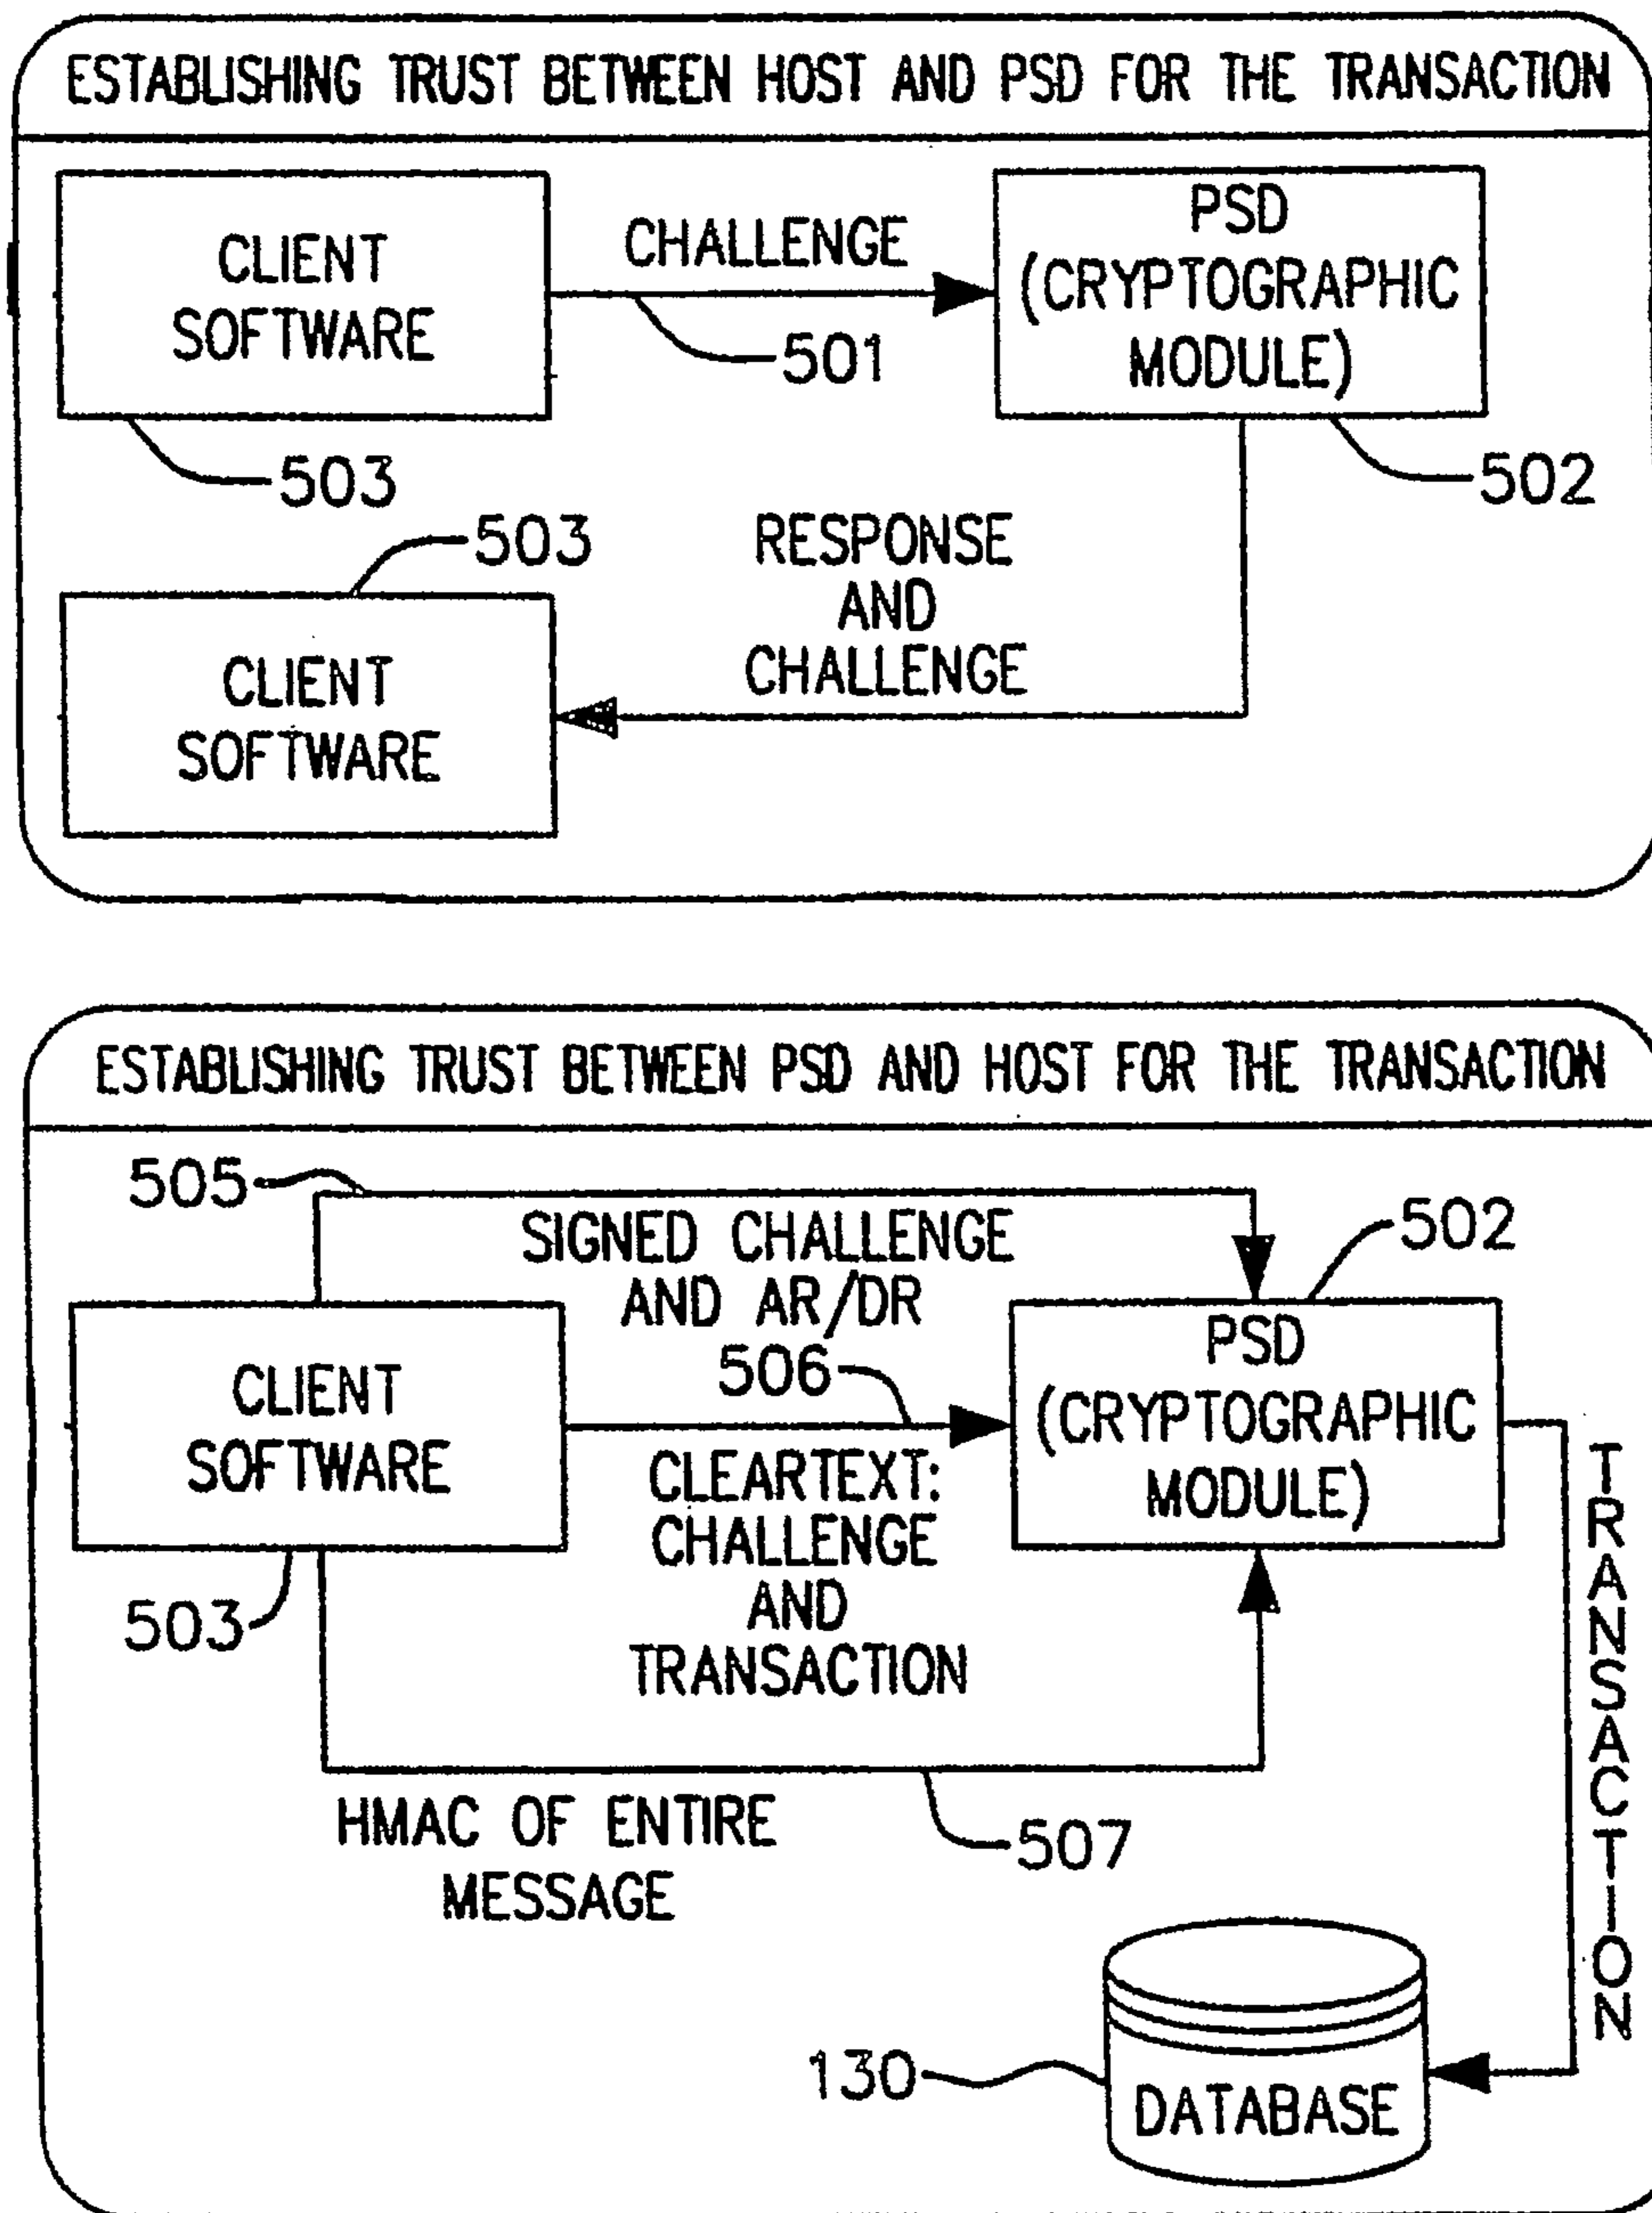 ESTABLISHING TRUST BETWEEN HOST AND PSD FOR THE TRANSACTION
CLIENT
SOFTWARE
503
CHALLENGE
501
PSD
(CRYPTOGRAPHIC
MODULE)
502
RESPONSE
AND
CHALLENGE
503
CLIENT
SOFTWARE
ESTABLISHING TRUST BETWEEN PSD AND HOST FOR THE TRANSACTION
505
SIGNED CHALLENGE
AND AR/DR
502
CLIENT
SOFTWARE
503
506
CLEARTEXT:
CHALLENGE
AND
TRANSACTION
PSD
(CRYPTOGRAPHIC
MODULE)
HMAC OF ENTIRE
MESSAGE
507
TRANSACTION
130
DATABASE